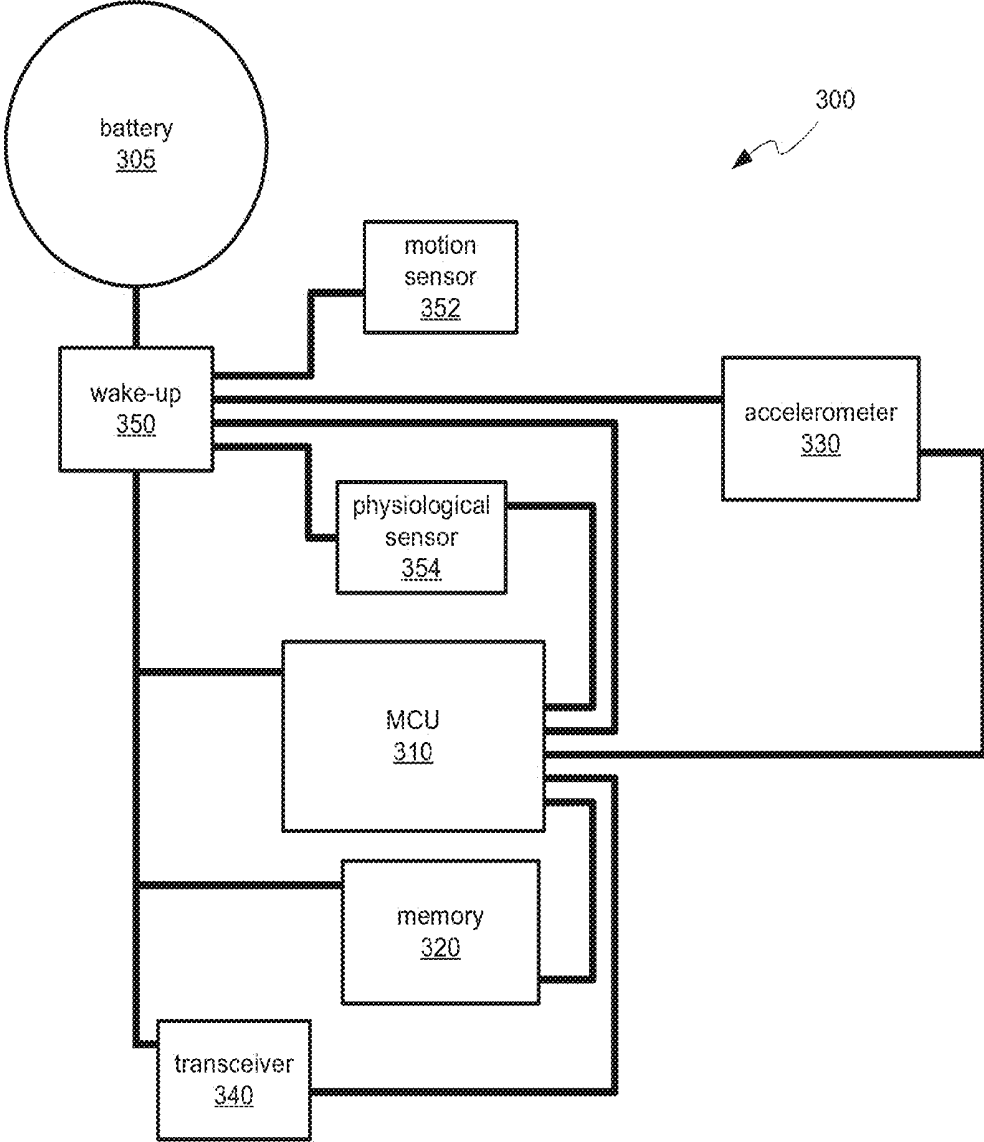 battery
305
300
motion
sensor
352
wake-up
350
accelerometer
330
physiological
sensor
354
MCU
310
memory
320
transceiver
340